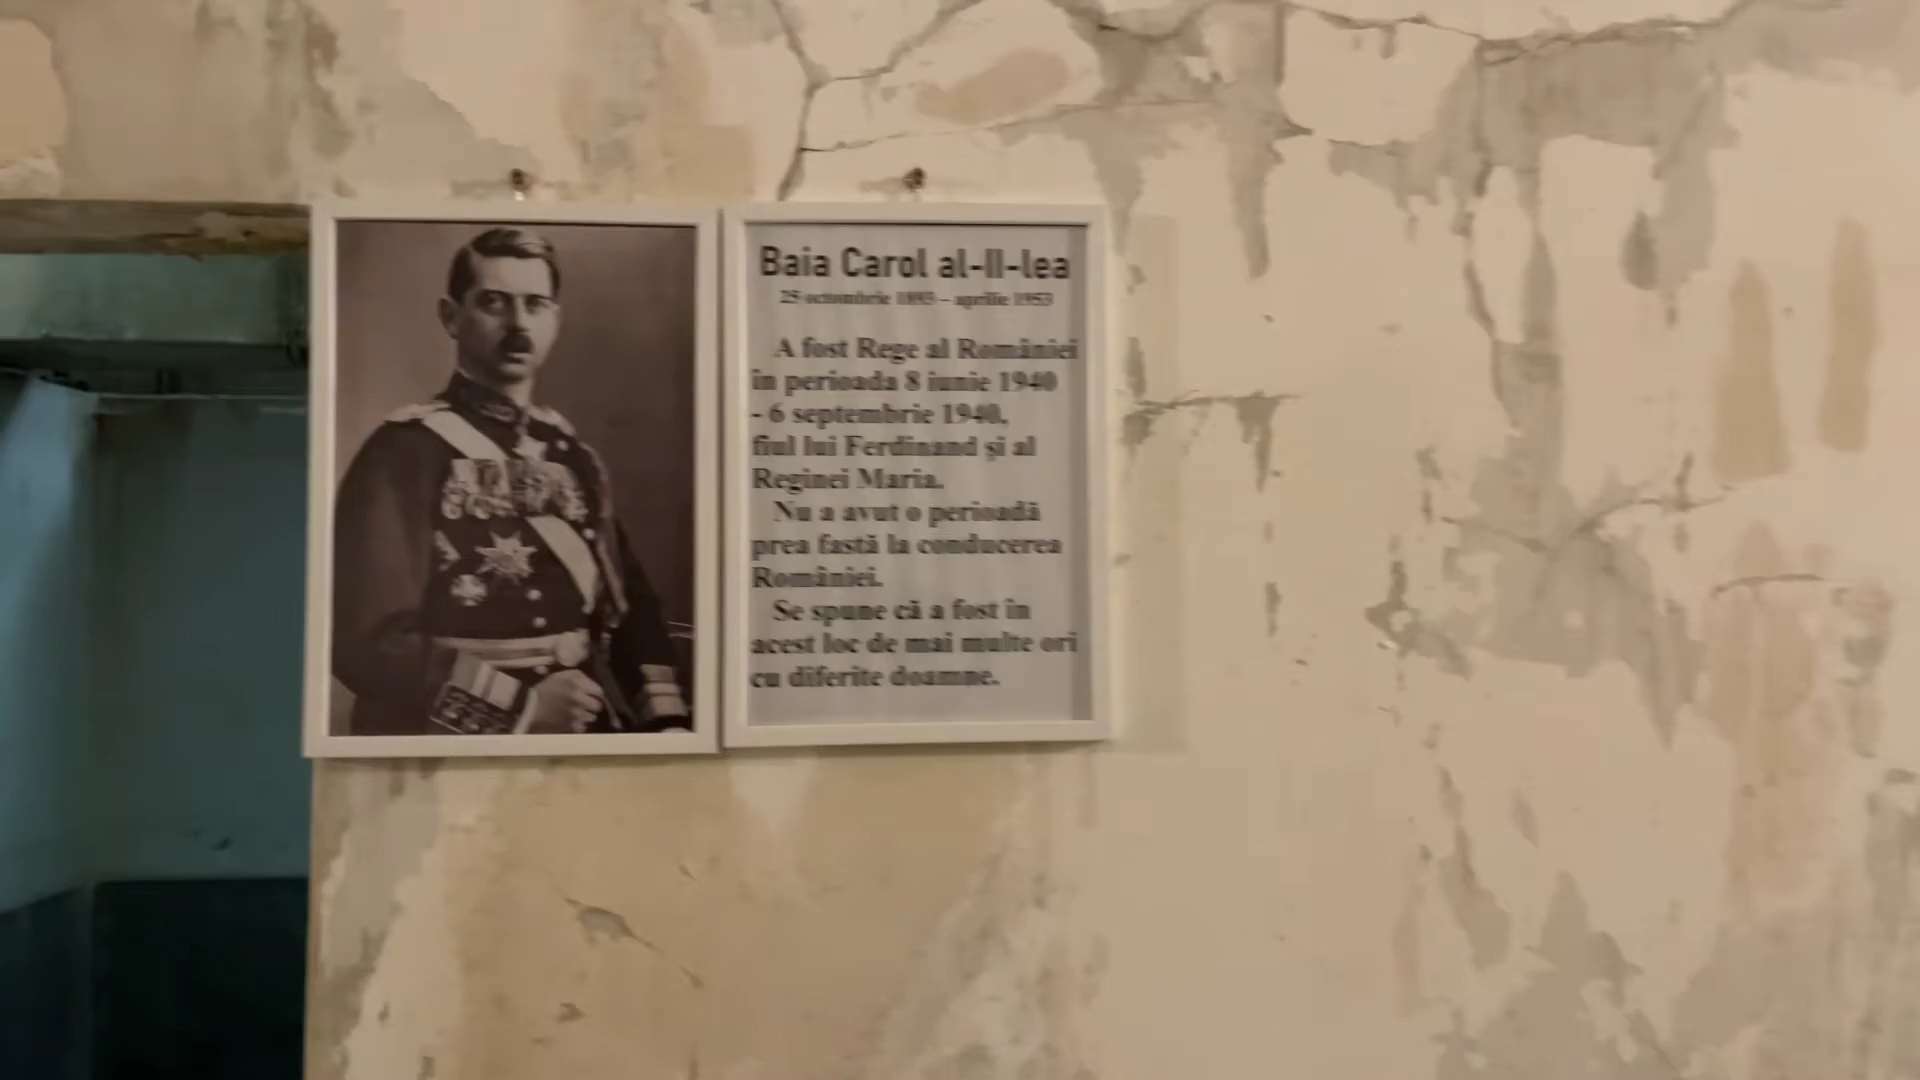 Baia Carol al-II-lea
25 octombrie 1893 – aprilie 1953
A fost Rege al României
în perioada 8 iunie 1940
- 6 septembrie 1940,
fiul lui Ferdinand și al
Reginei Maria.
Nu a avut o perioadă
prea fastă la conducerea
României.
Se spune că a fost în
acest loc de mai multe ori
cu diferite doamne.